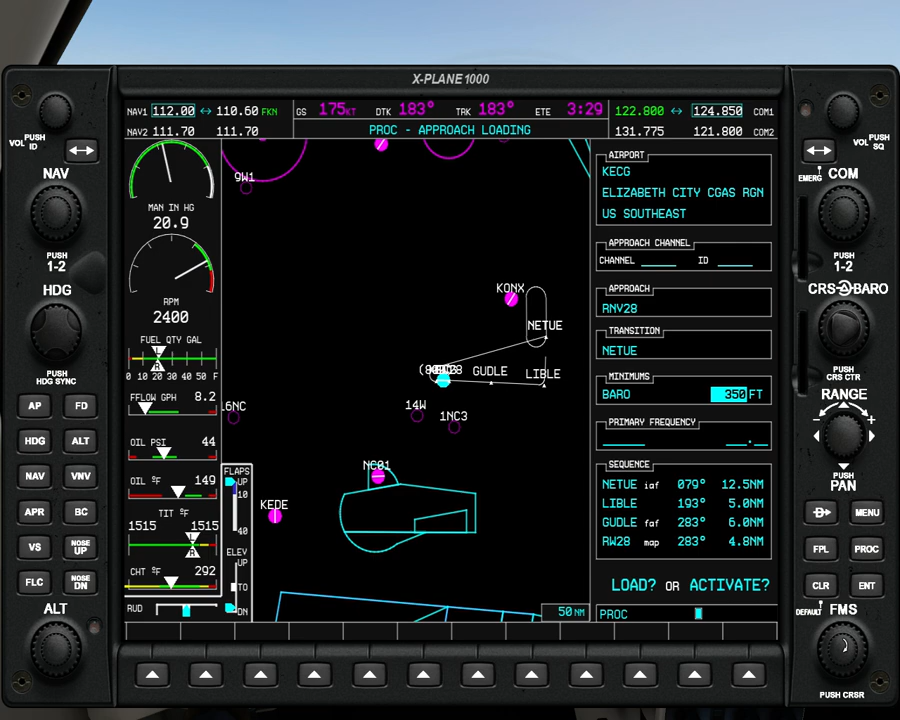 X-PLANE 1000
NAV1 112.00 ↔ 110.60 FKN
NAV2 111.70 111.70
GS 175KT DTK 183° TRK 183° ETE 3:29
PROC - APPROACH LOADING
122.800 ↔ 124.850 COM1
131.775 121.800 COM2
VOL PUSH ID
NAV
PUSH
1-2
HDG
PUSH
HDG SYNC
AP FD
HDG ALT
NAV VNV
APR BC
VS NOSE UP
FLC NOSE DN
ALT
MAN IN HG
20.9
RPM
2400
FUEL QTY GAL
L
R
0 10 20 30 40 50 F
FFLOW GPH 8.2
OIL PSI 44
OIL °F 149
TIT °F
1515 1515
L
R
CHT °F 292
RUD
FLAPS
UP
10
40
ELEV
UP
TO
DN
9W1
KONX
NETUE
GUDLE
LIBLE
14W
1NC3
6NC
NC01
KEDE
50NM
AIRPORT
KECG
ELIZABETH CITY CGAS RGN
US SOUTHEAST
APPROACH CHANNEL
CHANNEL _____ ID _____
APPROACH
RNV28
TRANSITION
NETUE
MINIMUMS
BARO 350FT
PRIMARY FREQUENCY
______ ___.__
SEQUENCE
NETUE iaf 079° 12.5NM
LIBLE 193° 5.0NM
GUDLE faf 283° 6.0NM
RW28 map 283° 4.8NM
LOAD? OR ACTIVATE?
PROC
VOL PUSH SQ
EMERG
COM
PUSH
1-2
CRS BARO
PUSH
CRS CTR
RANGE
- +
PUSH
PAN
D MENU
FPL PROC
CLR ENT
DEFAULT
FMS
PUSH CRSR